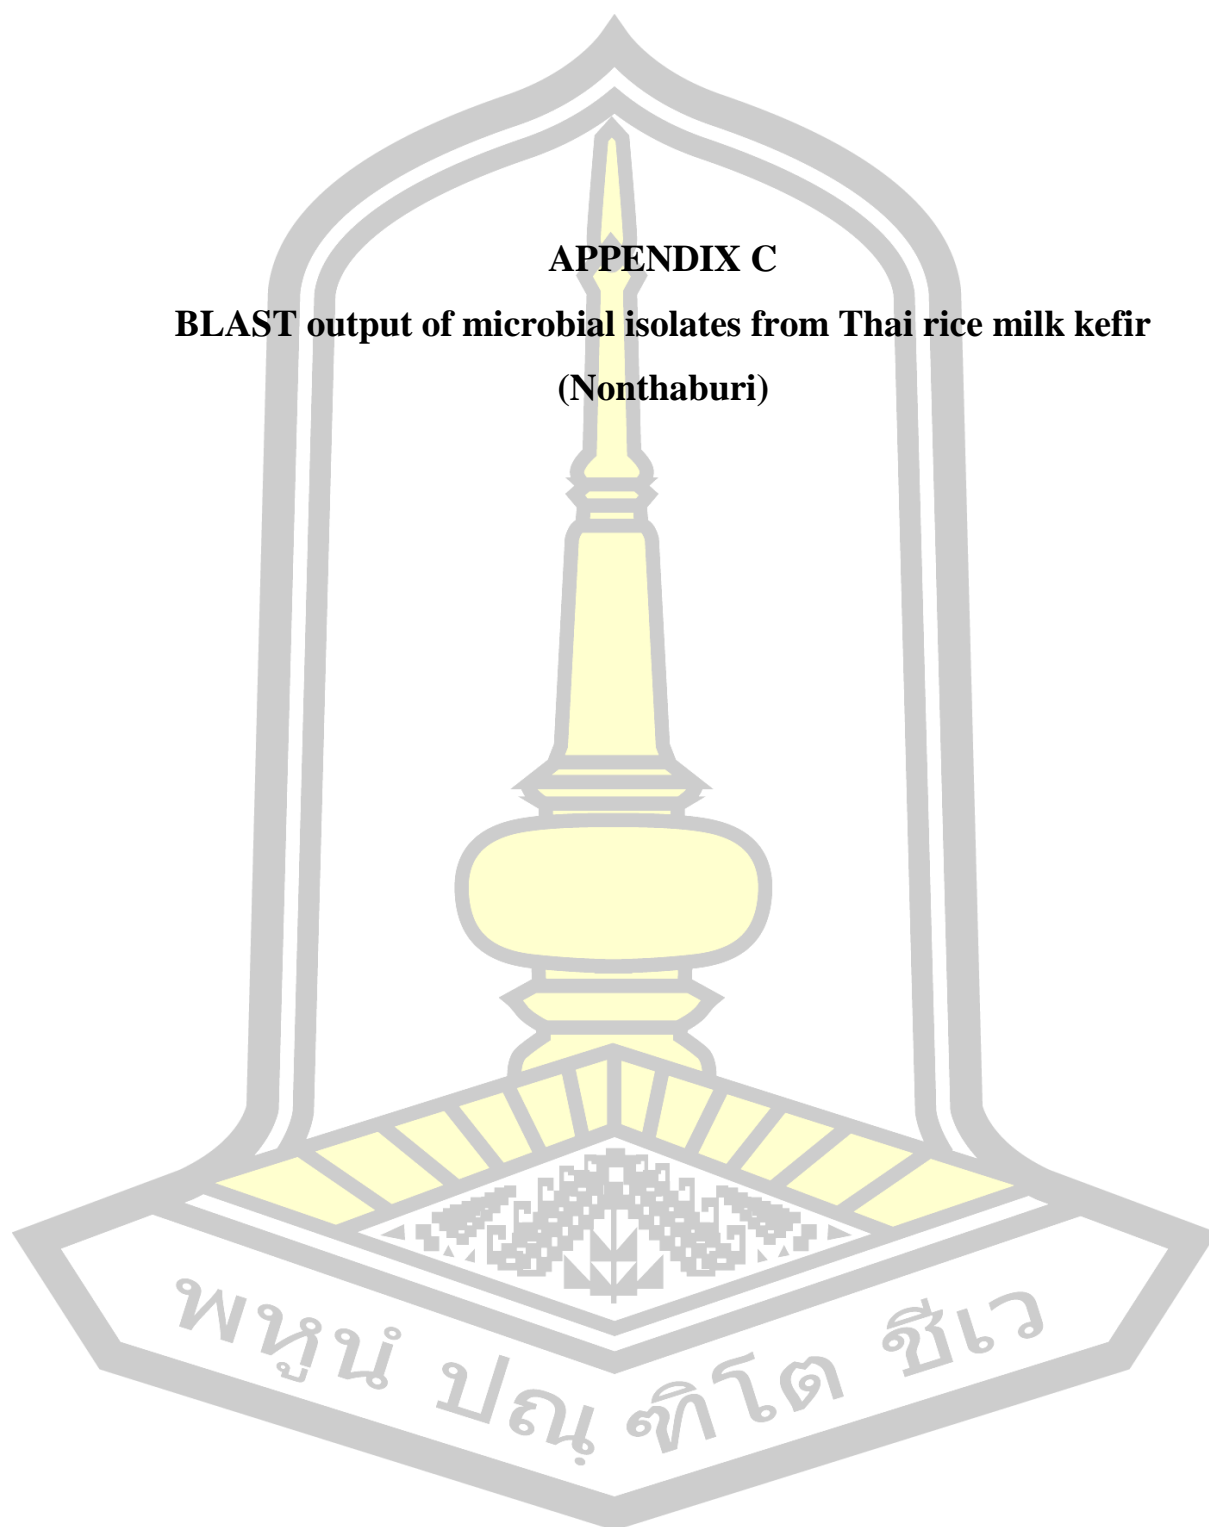 APPENDIX C
BLAST output of microbial isolates from Thai rice milk kefir
(Nonthaburi)
พหูนํ ปณฺฑิโต ชีเว